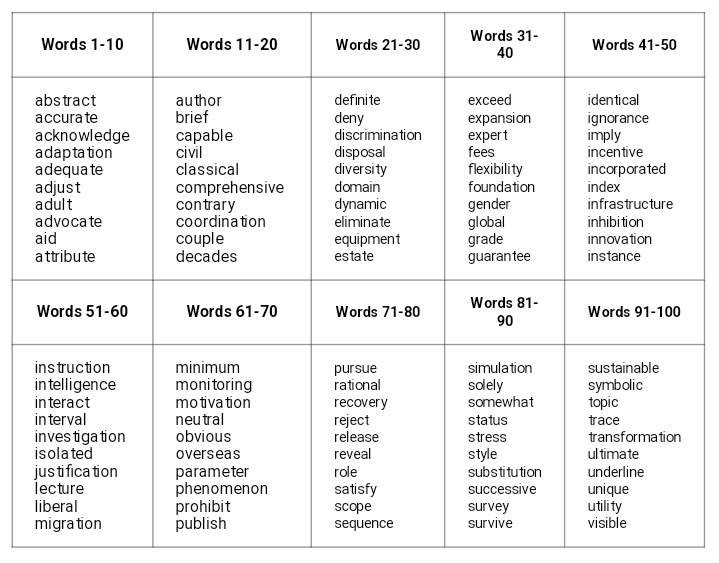 Words 1-10
Words 11-20
Words 21-30
Words 31-
40
Words 41-50
abstract
accurate
acknowledge
adaptation
adequate
adjust
adult
advocate
aid
attribute
author
brief
capable
civil
classical
comprehensive
contrary
coordination
couple
decades
definite
deny
discrimination
disposal
diversity
domain
dynamic
eliminate
equipment
estate
exceed
expansion
expert
fees
flexibility
foundation
gender
global
grade
guarantee
identical
ignorance
imply
incentive
incorporated
index
infrastructure
inhibition
innovation
instance
Words 51-60
Words 61-70
Words 71-80
Words 81-
90
Words 91-100
instruction
intelligence
interact
interval
investigation
isolated
justification
lecture
liberal
migration
minimum
monitoring
motivation
neutral
obvious
overseas
parameter
phenomenon
prohibit
publish
pursue
rational
recovery
reject
release
reveal
role
satisfy
scope
sequence
simulation
solely
somewhat
status
stress
style
substitution
successive
survey
survive
sustainable
symbolic
topic
trace
transformation
ultimate
underline
unique
utility
visible